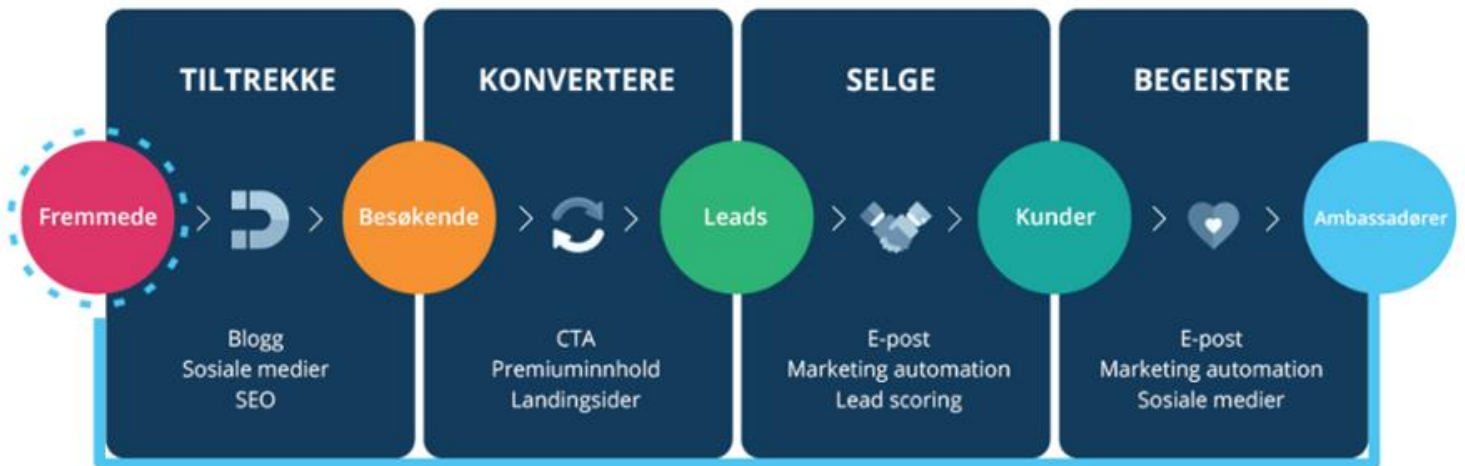 TILTREKKE
KONVERTERE
SELGE
BEGEISTRE
Fremmede
Besøkende
Leads
Kunder
Ambassadører
Blogg
Sosiale medier
SEO
CTA
Premiuminnhold
Landingsider
E-post
Marketing automation
Lead scoring
E-post
Marketing automation
Sosiale medier